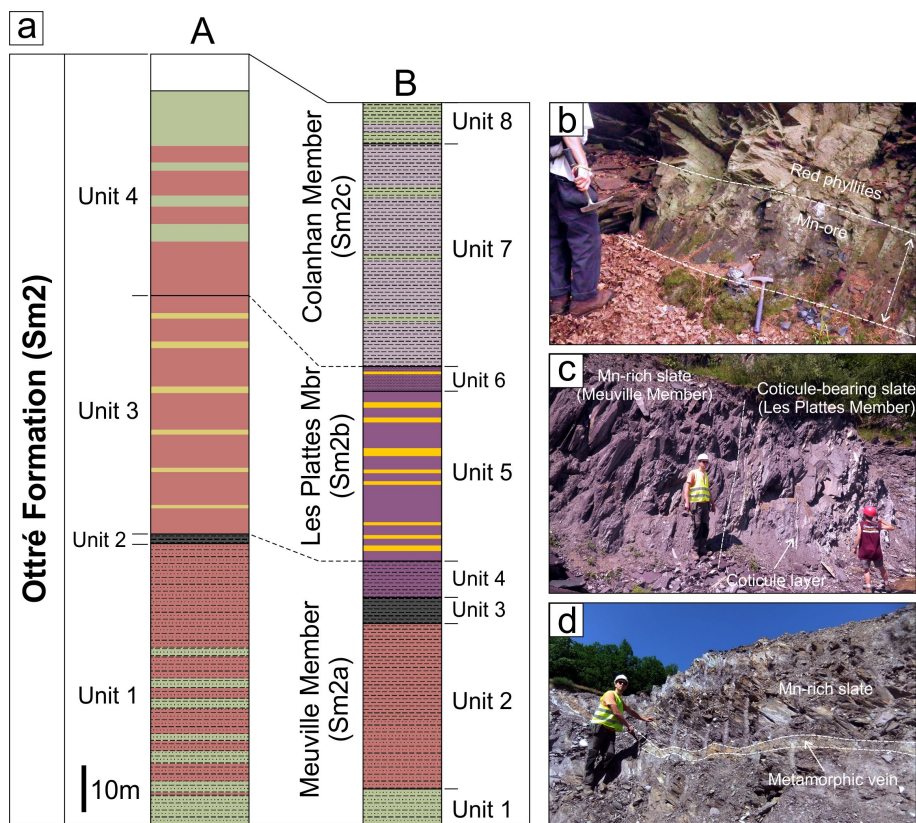 a
A
B
Ottré Formation (Sm2)
Unit 4
Unit 3
Unit 2
Unit 1
10m
Colanhan Member
(Sm2c)
Les Plattes Mbr
(Sm2b)
Meuville Member
(Sm2a)
Unit 8
Unit 7
Unit 6
Unit 5
Unit 4
Unit 3
Unit 2
Unit 1
b
Red phyllites
Mn-ore
c
Mn-rich slate
(Meuville Member)
Coticule-bearing slate
(Les Plattes Member)
Coticule layer
d
Mn-rich slate
Metamorphic vein